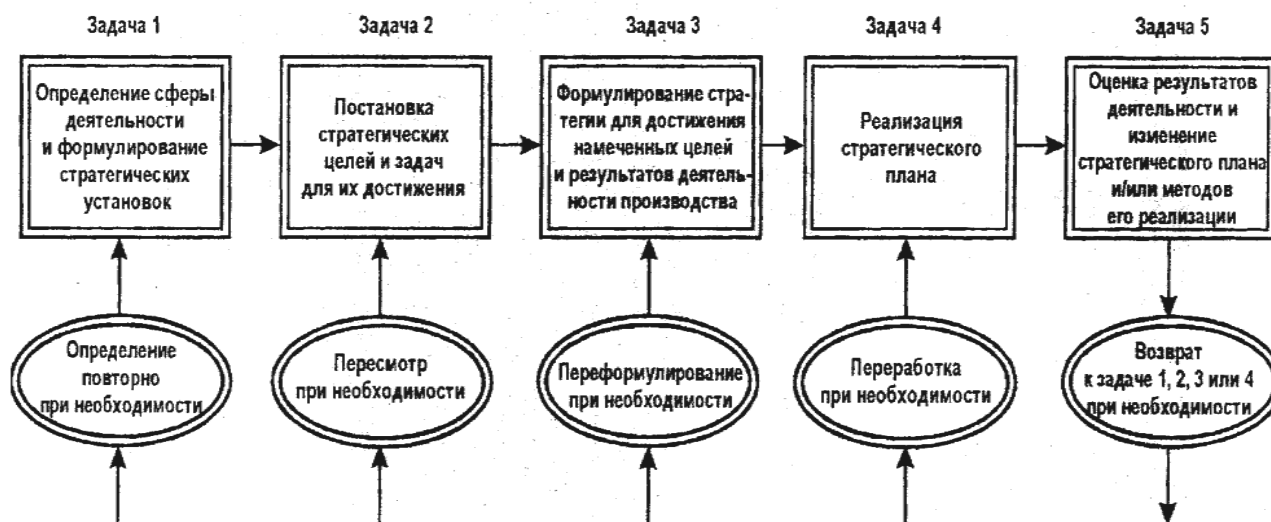 Задача 1
Задача 2
Задача 3
Задача 4
Задача 5
Определение сферы
деятельности
и формулирование
стратегических
установок
Постановка
стратегических
целей и задач
для их достижения
Формулирование стра-
тегии для достижения
намеченных целей
и результатов деятель-
ности производства
Реализация
стратегического
плана
Оценка результатов
деятельности и
изменение
стратегического плана
и/или методов
его реализации
Определение
повторно
при необходимости
Пересмотр
при необходимости
Переформулирование
при необходимости
Переработка
при необходимости
Возврат
к задаче 1, 2, 3 или 4
при необходимости